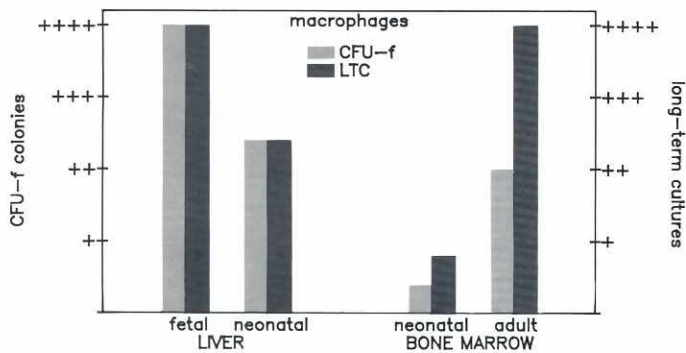 macrophages
CFU-f
LTC
++++
+++
++
+
CFU-f colonies
++++
+++
++
+
long-term cultures
fetal neonatal neonatal adult
LIVER BONE MARROW